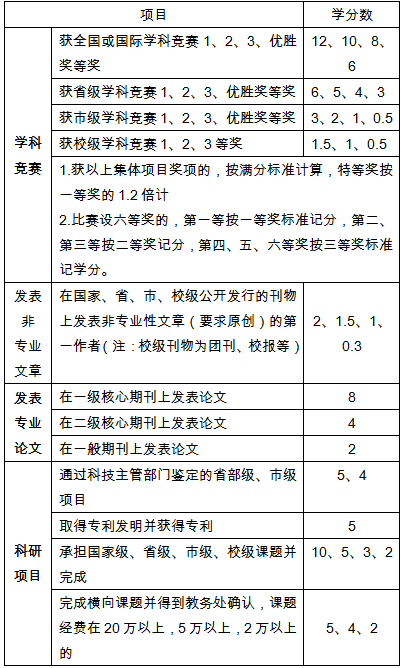 项目 学分数
学科
竞赛
获全国或国际学科竞赛 1、2、3、优胜
奖等奖
12、10、8、
6
获省级学科竞赛 1、2、3、优胜奖等奖 6、5、4、3
获市级学科竞赛 1、2、3、优胜奖等奖 3、2、1、0.5
获校级学科竞赛 1、2、3 等奖 1.5、1、0.5
1.获以上集体项目奖项的，按满分标准计算，特等奖按
一等奖的 1.2 倍计
2.比赛设六等奖的，第一等按一等奖标准记分，第二、
第三等按二等奖记分，第四、五、六等奖按三等奖标准
记学分。
发表
非
专业
文章
在国家、省、市、校级公开发行的刊物
上发表非专业性文章（要求原创）的第
一作者（注：校级刊物为团刊、校报等）
2、1.5、1、
0.3
发表
专业
论文
在一级核心期刊上发表论文 8
在二级核心期刊上发表论文 4
在一般期刊上发表论文 2
科研
项目
通过科技主管部门鉴定的省部级、市级
项目
5、4
取得专利发明并获得专利 5
承担国家级、省级、市级、校级课题并
完成
10、5、3、2
完成横向课题并得到教务处确认，课题
经费在 20 万以上，5 万以上，2 万以上
的
5、4、2